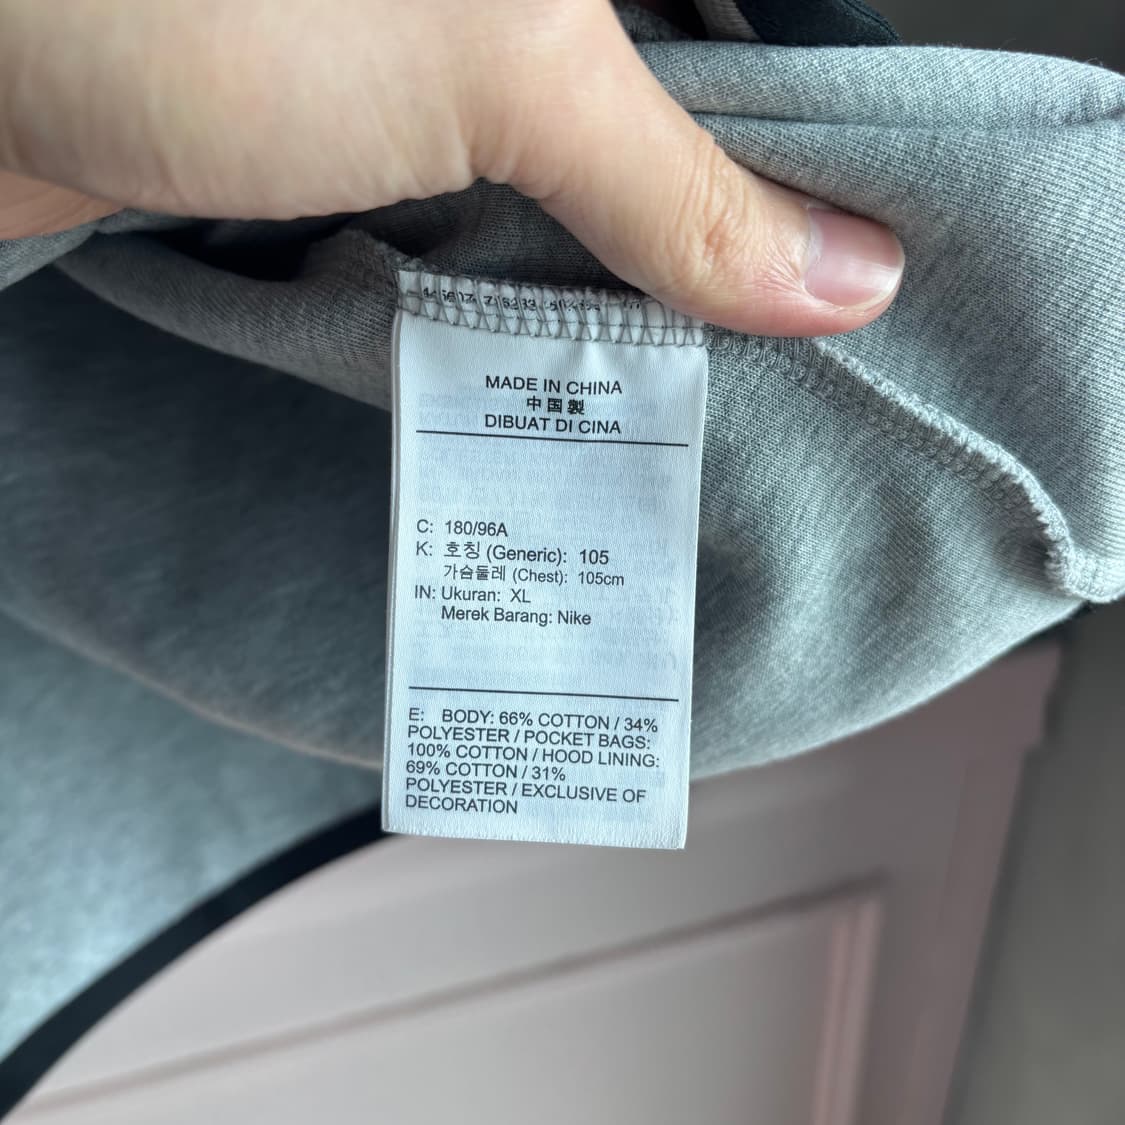 MADE IN CHINA
中国製
DIBUAT DI CINA
C: 180/96A
K: 호칭 (Generic): 105
가슴둘레 (Chest): 105cm
IN: Ukuran: XL
Merek Barang: Nike
E: BODY: 66% COTTON / 34%
POLYESTER / POCKET BAGS:
100% COTTON / HOOD LINING:
69% COTTON / 31%
POLYESTER / EXCLUSIVE OF
DECORATION